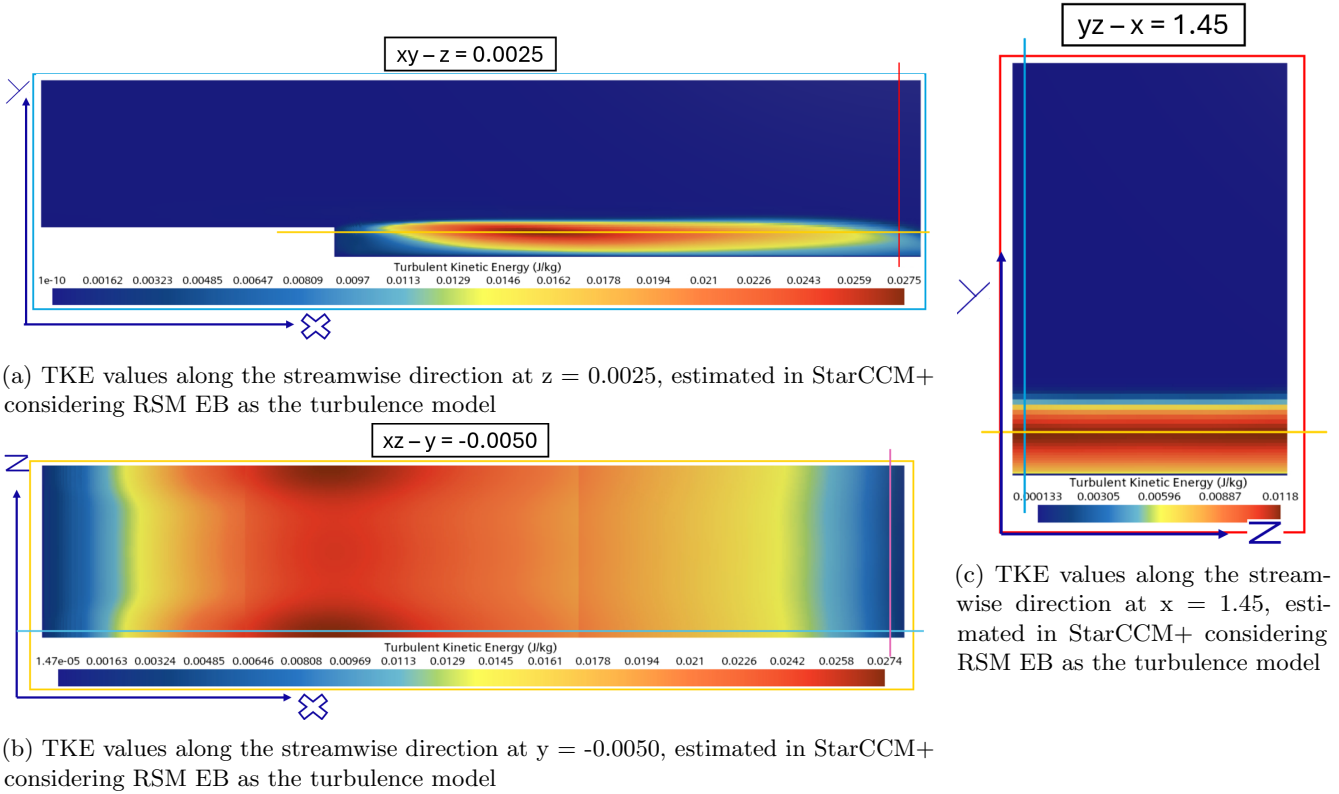 xy – z = 0.0025
Y
Turbulent Kinetic Energy (J/kg)
1e-10 0.00162 0.00323 0.00485 0.00647 0.00809 0.0097 0.0113 0.0129 0.0146 0.0162 0.0178 0.0194 0.021 0.0226 0.0243 0.0259 0.0275
X
(a) TKE values along the streamwise direction at z = 0.0025, estimated in StarCCM+
considering RSM EB as the turbulence model
xz – y = -0.0050
Z
Turbulent Kinetic Energy (J/kg)
1.47e-05 0.00163 0.00324 0.00485 0.00646 0.00808 0.00969 0.0113 0.0129 0.0145 0.0161 0.0178 0.0194 0.021 0.0226 0.0242 0.0258 0.0274
X
(b) TKE values along the streamwise direction at y = -0.0050, estimated in StarCCM+
considering RSM EB as the turbulence model
yz – x = 1.45
Y
Turbulent Kinetic Energy (J/kg)
0.000133 0.00305 0.00596 0.00887 0.0118
Z
(c) TKE values along the stream-
wise direction at x = 1.45, esti-
mated in StarCCM+ considering
RSM EB as the turbulence model